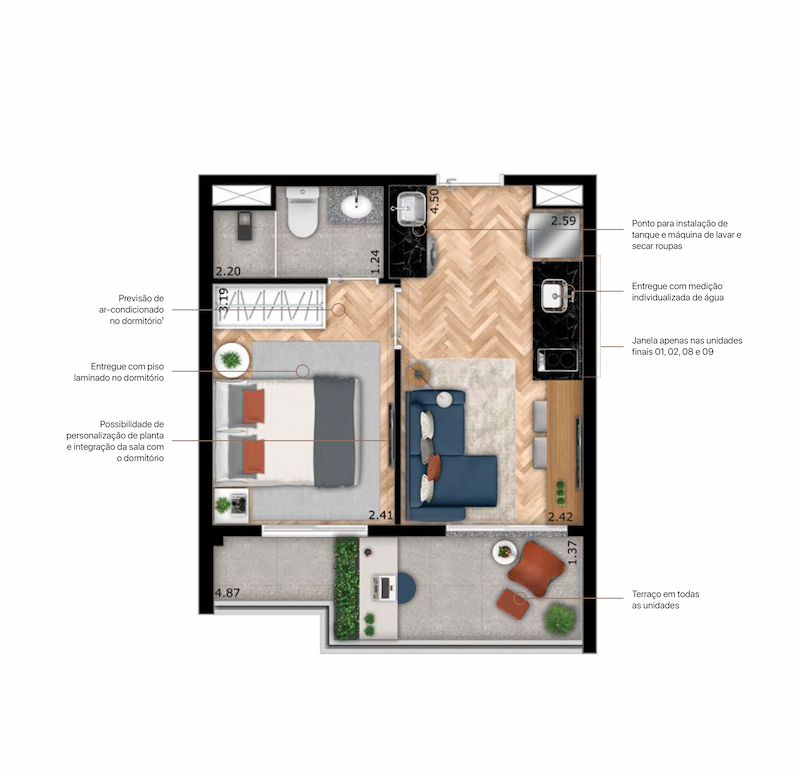 4.50
2.59
2.20
1.24
3.19
2.41
2.42
1.37
4.87
Previsão de
ar-condicionado
no dormitório¹
Entregue com piso
laminado no dormitório
Possibilidade de
personalização de planta
e integração da sala com
o dormitório
Ponto para instalação de
tanque e máquina de lavar e
secar roupas
Entregue com medição
individualizada de água
Janela apenas nas unidades
finais 01, 02, 08 e 09
Terraço em todas
as unidades